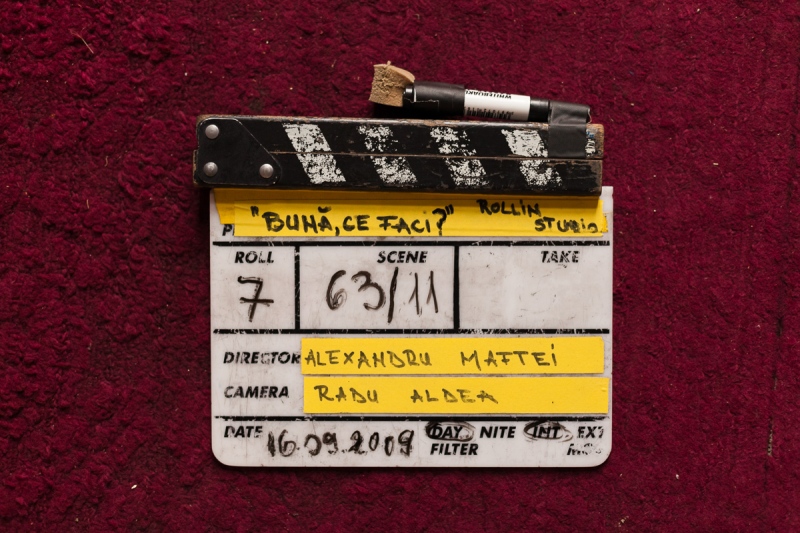 "BUNĂ, CE FACI?" ROLLIN STUDIO
ROLL SCENE TAKE
7 63/11
DIRECTOR ALEXANDRU MAFTEI
CAMERA RADU ALDEA
DATE 16.09.2009 DAY NITE INT EXT
FILTER